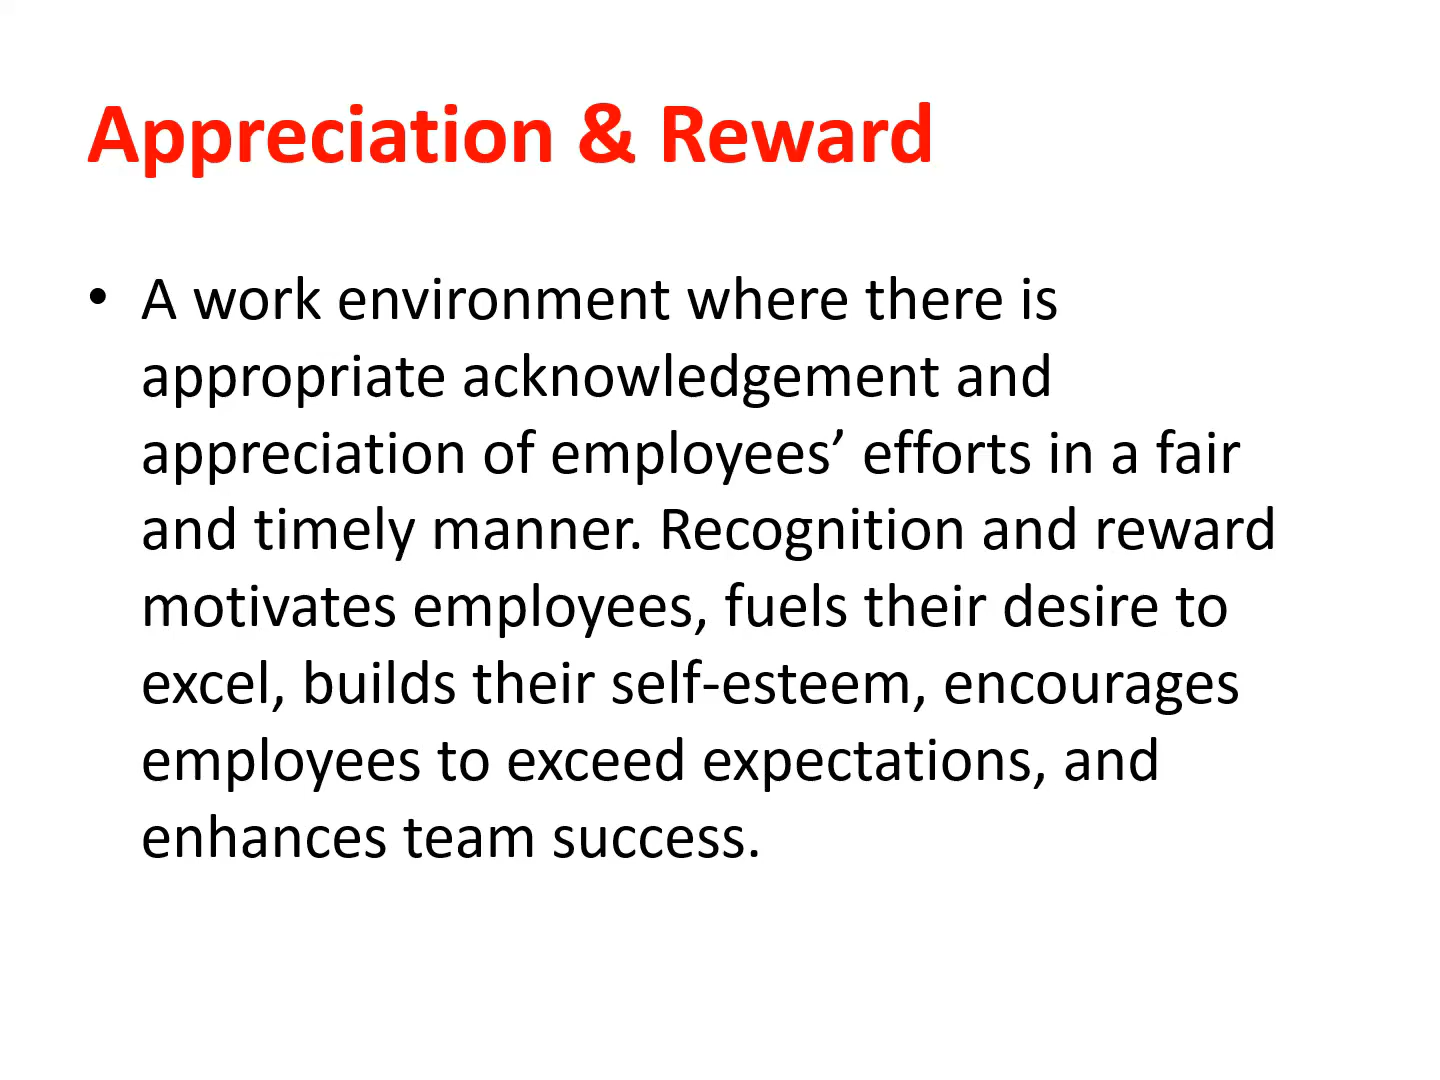 Appreciation & Reward
• A work environment where there is
appropriate acknowledgement and
appreciation of employees’ efforts in a fair
and timely manner. Recognition and reward
motivates employees, fuels their desire to
excel, builds their self-esteem, encourages
employees to exceed expectations, and
enhances team success.